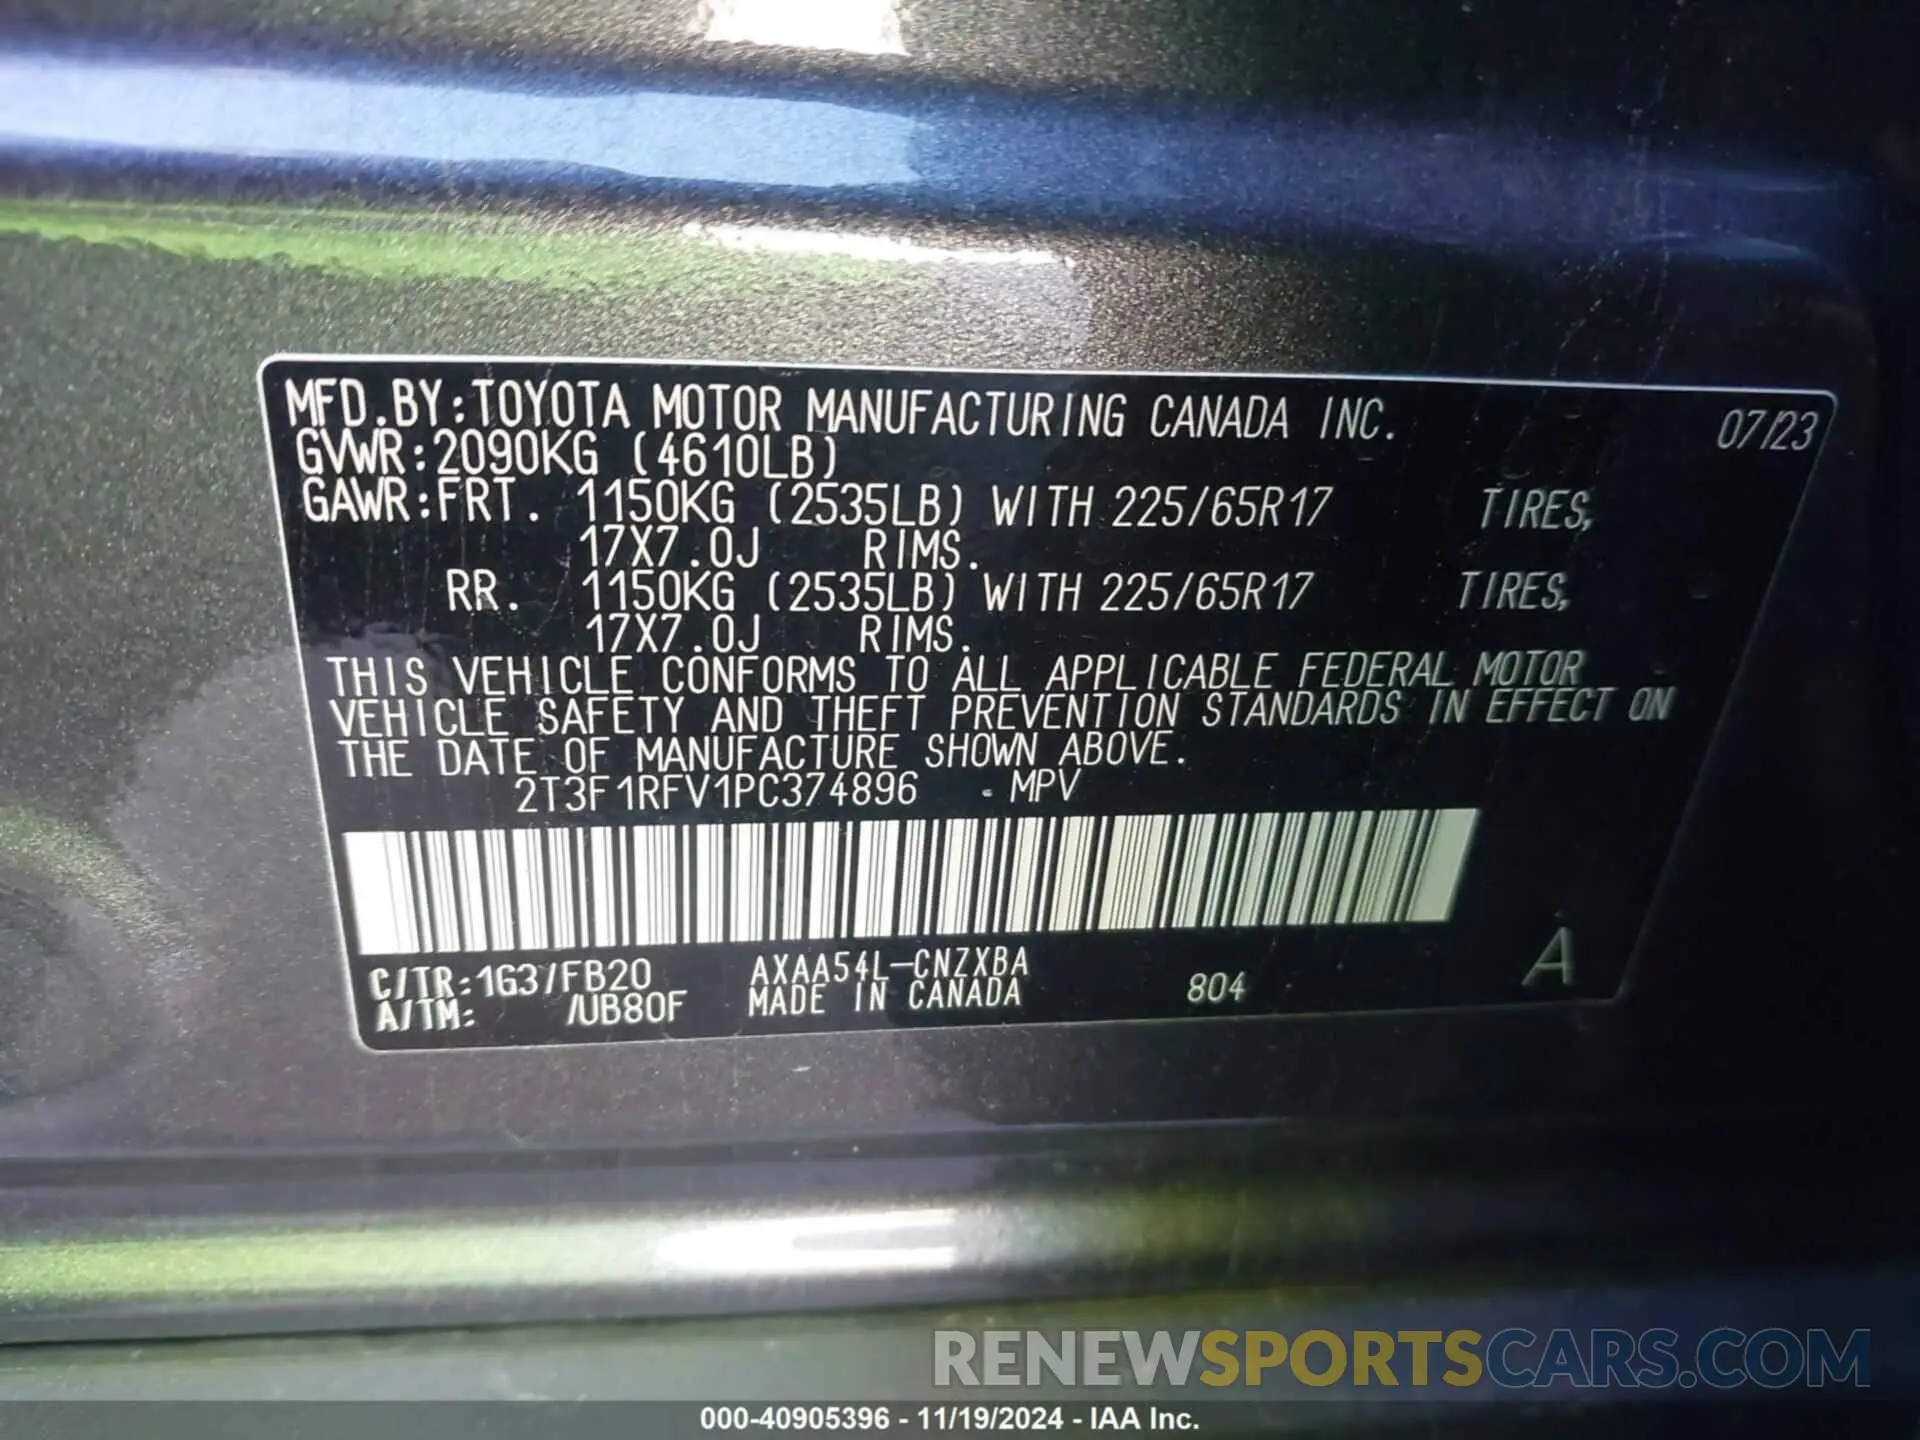 MFD.BY:TOYOTA MOTOR MANUFACTURING CANADA INC. 07/23
GVWR:2090KG (4610LB)
GAWR:FRT. 1150KG (2535LB) WITH 225/65R17 TIRES,
17X7.0J RIMS.
RR. 1150KG (2535LB) WITH 225/65R17 TIRES,
17X7.0J RIMS.
THIS VEHICLE CONFORMS TO ALL APPLICABLE FEDERAL MOTOR
VEHICLE SAFETY AND THEFT PREVENTION STANDARDS IN EFFECT ON
THE DATE OF MANUFACTURE SHOWN ABOVE.
2T3F1RFV1PC374896 MPV
C/TR:1G3/FB20 AXAA54L-CNZXBA
A/TM: /UB80F MADE IN CANADA 804 A
RENEWSPORTSCARS.COM
000-40905396 - 11/19/2024 - IAA Inc.